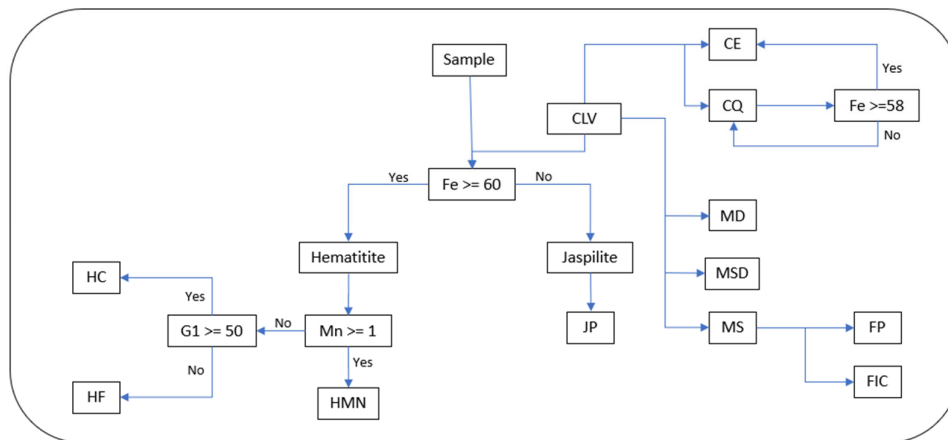 CE
Sample
Yes
CQ
Fe >=58
CLV
No
Yes
Fe >= 60
No
MD
Hematitite
Jaspilite
HC
MSD
Yes
G1 >= 50
No
Mn >= 1
JP
MS
FP
No
Yes
HF
HMN
FIC